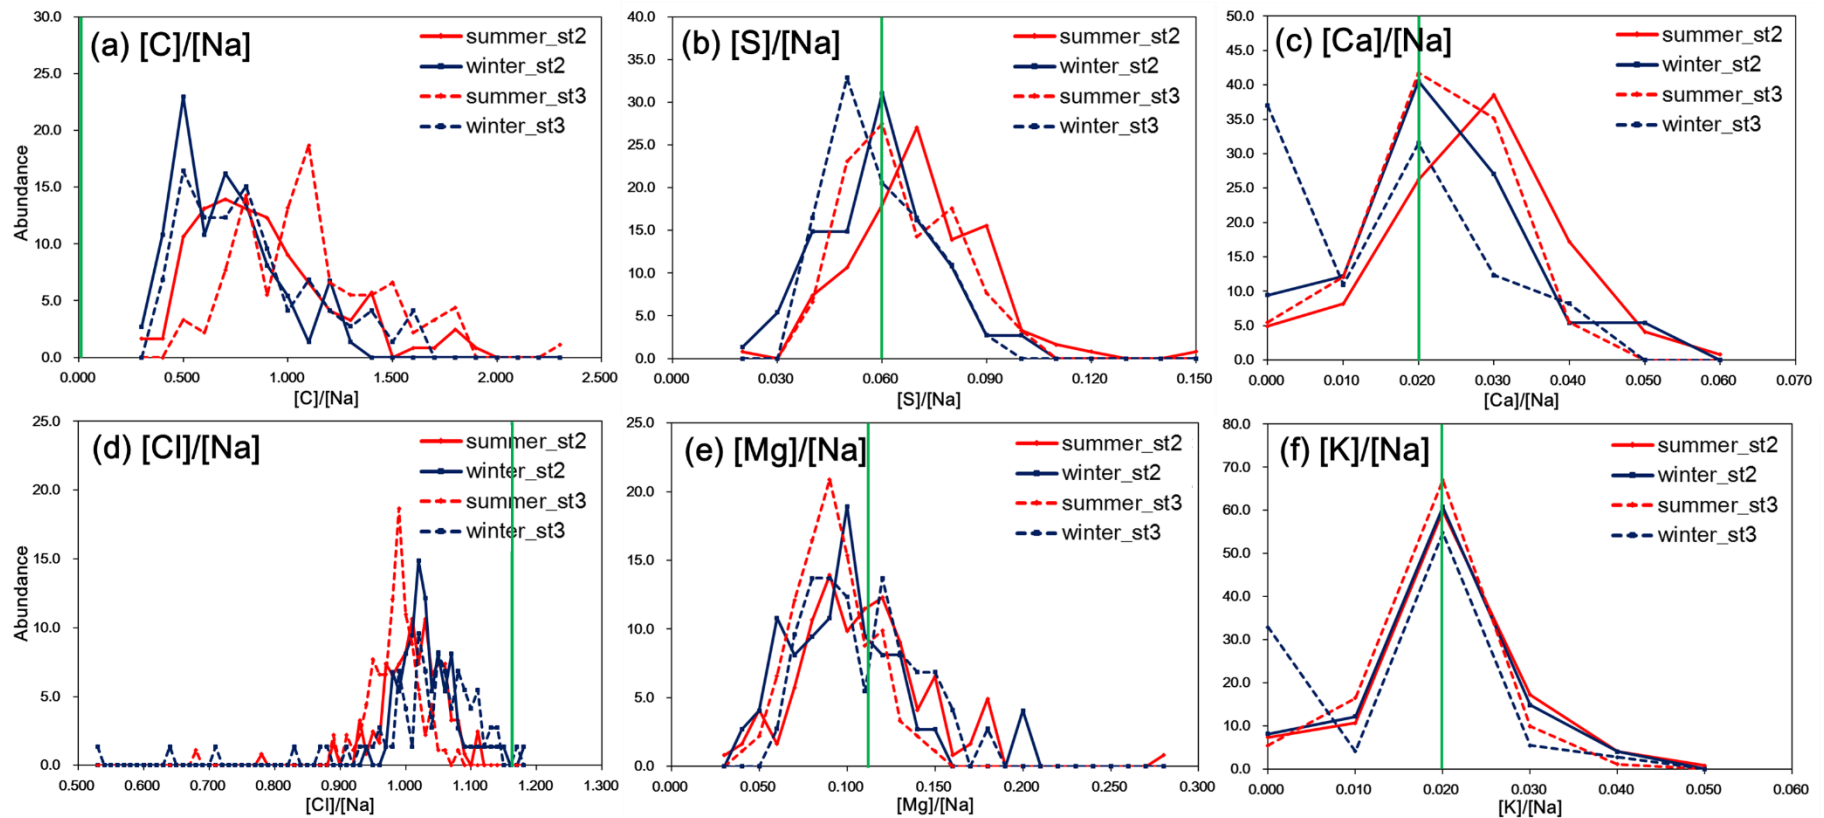 (a) [C]/[Na]
summer_st2
winter_st2
summer_st3
winter_st3
Abundance
30.0
25.0
20.0
15.0
10.0
5.0
0.0
0.000
0.500
1.000
1.500
2.000
2.500
[C]/[Na]
(b) [S]/[Na]
summer_st2
winter_st2
summer_st3
winter_st3
40.0
35.0
30.0
25.0
20.0
15.0
10.0
5.0
0.0
0.000
0.030
0.060
0.090
0.120
0.150
[S]/[Na]
(c) [Ca]/[Na]
summer_st2
winter_st2
summer_st3
winter_st3
50.0
45.0
40.0
35.0
30.0
25.0
20.0
15.0
10.0
5.0
0.0
0.000
0.010
0.020
0.030
0.040
0.050
0.060
0.070
[Ca]/[Na]
(d) [Cl]/[Na]
summer_st2
winter_st2
summer_st3
winter_st3
Abundance
25.0
20.0
15.0
10.0
5.0
0.0
0.500
0.600
0.700
0.800
0.900
1.000
1.100
1.200
1.300
[Cl]/[Na]
(e) [Mg]/[Na]
summer_st2
winter_st2
summer_st3
winter_st3
25.0
20.0
15.0
10.0
5.0
0.0
0.050
0.100
0.150
0.200
0.250
0.300
[Mg]/[Na]
(f) [K]/[Na]
summer_st2
winter_st2
summer_st3
winter_st3
80.0
70.0
60.0
50.0
40.0
30.0
20.0
10.0
0.0
0.000
0.010
0.020
0.030
0.040
0.050
0.060
[K]/[Na]